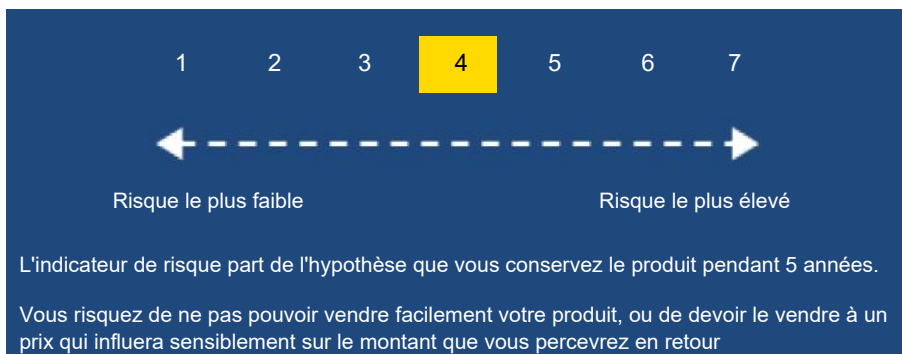 1 2 3 4 5 6 7
Risque le plus faible Risque le plus élevé
L'indicateur de risque part de l'hypothèse que vous conservez le produit pendant 5 années.
Vous risquez de ne pas pouvoir vendre facilement votre produit, ou de devoir le vendre à un
prix qui influera sensiblement sur le montant que vous percevrez en retour